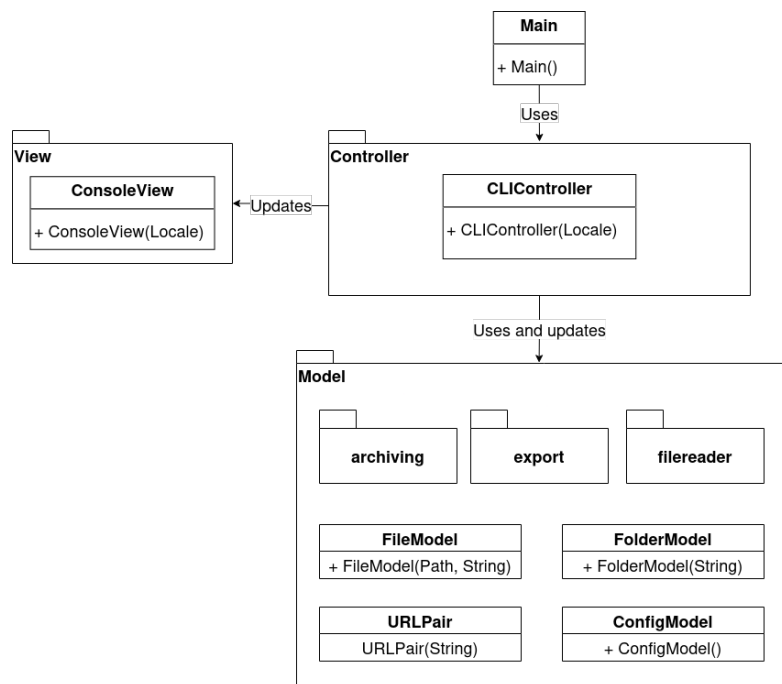 Main
+ Main()
Uses
View
Controller
ConsoleView
+ ConsoleView(Locale)
Updates
CLIController
+ CLIController(Locale)
Uses and updates
Model
archiving
export
filereader
FileModel
+ FileModel(Path, String)
FolderModel
+ FolderModel(String)
URLPair
URLPair(String)
ConfigModel
+ ConfigModel()